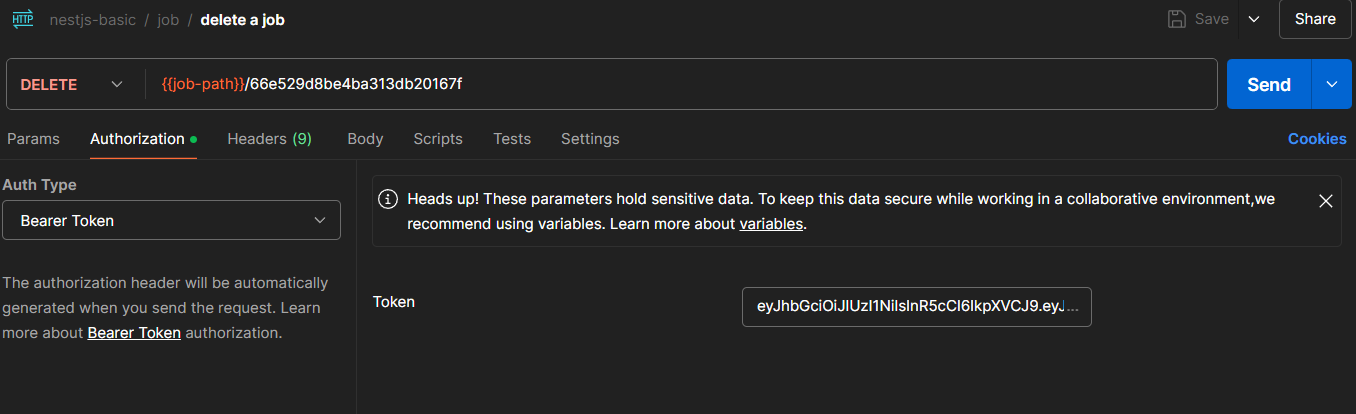 HTTP nestjs-basic / job / delete a job Save Share
DELETE {{job-path}}/66e529d8be4ba313db20167f Send
Params Authorization Headers (9) Body Scripts Tests Settings Cookies
Auth Type
Bearer Token
The authorization header will be automatically
generated when you send the request. Learn
more about Bearer Token authorization.
Heads up! These parameters hold sensitive data. To keep this data secure while working in a collaborative environment,we
recommend using variables. Learn more about variables.
Token eyJhbGciOiJIUzI1NiIsInR5cCI6IkpXVCJ9.eyJ...